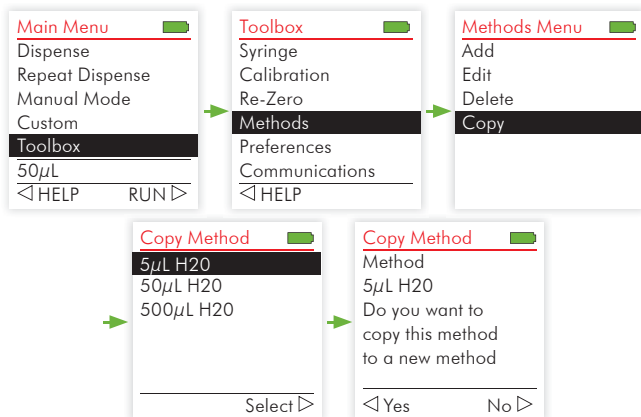 Main Menu
Dispense
Repeat Dispense
Manual Mode
Custom
Toolbox
50µL
◁ HELP RUN ▷
Toolbox
Syringe
Calibration
Re-Zero
Methods
Preferences
Communications
◁ HELP
Methods Menu
Add
Edit
Delete
Copy
Copy Method
5µL H20
50µL H20
500µL H20
Select ▷
Copy Method
Method
5µL H20
Do you want to
copy this method
to a new method
◁ Yes No ▷